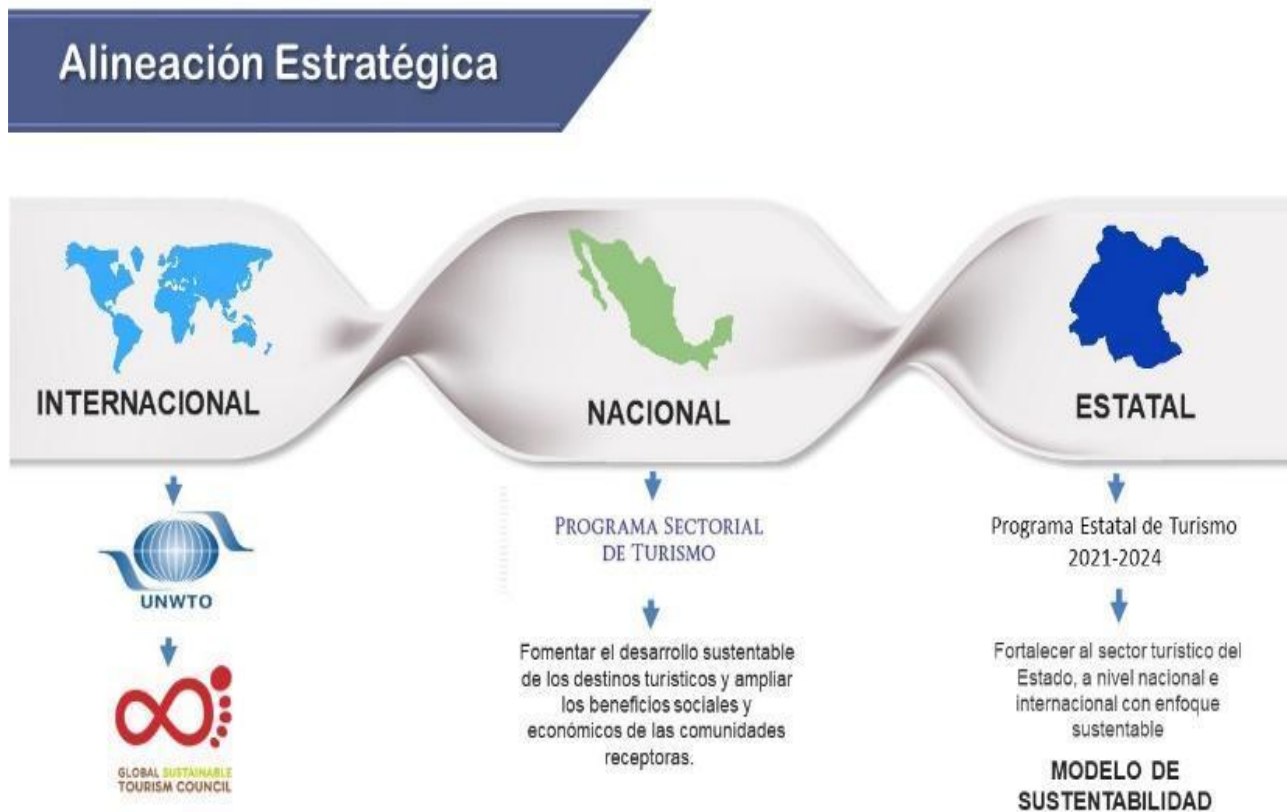 Alineación Estratégica
INTERNACIONAL
UNWTO
GLOBAL SUSTAINABLE
TOURISM COUNCIL
NACIONAL
PROGRAMA SECTORIAL
DE TURISMO
Fomentar el desarrollo sustentable
de los destinos turísticos y ampliar
los beneficios sociales y
económicos de las comunidades
receptoras.
ESTATAL
Programa Estatal de Turismo
2021-2024
Fortalecer al sector turístico del
Estado, a nivel nacional e
internacional con enfoque
sustentable
MODELO DE
SUSTENTABILIDAD